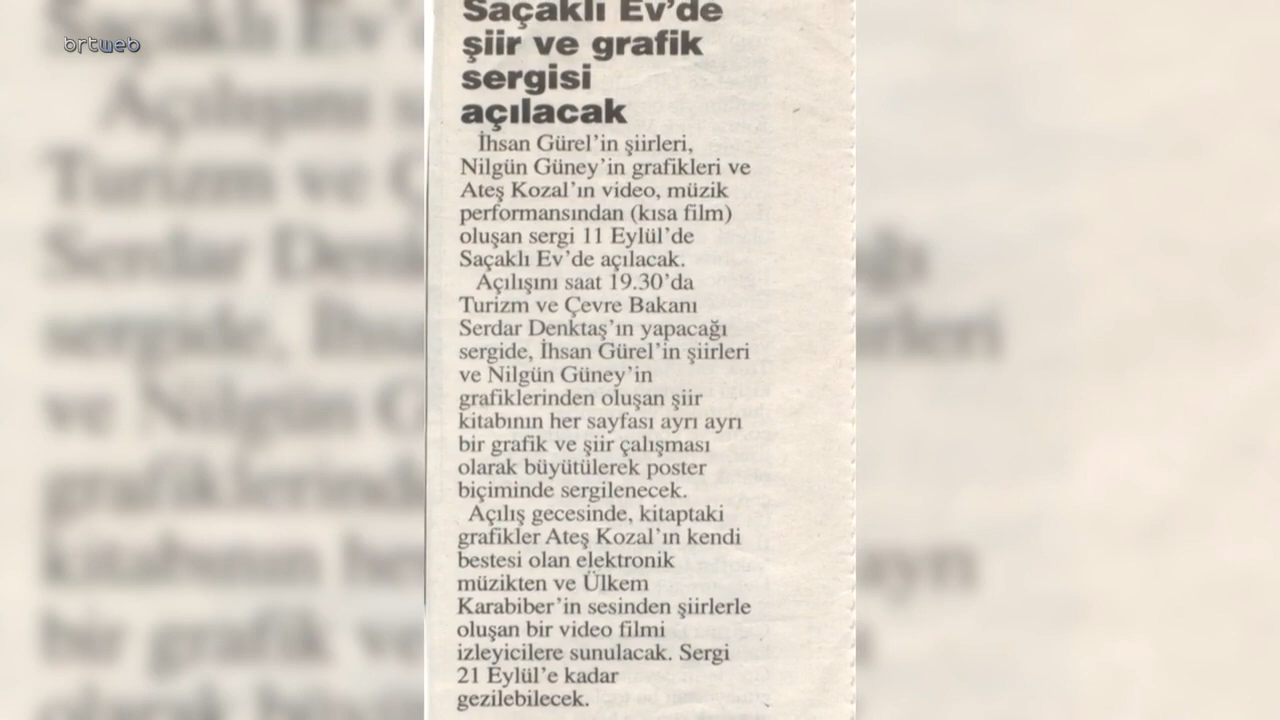 brtweb
Saçaklı Ev'de
şiir ve grafik
sergisi
açılacak
İhsan Gürel'in şiirleri,
Nilgün Güney'in grafikleri ve
Ateş Kozal'ın video, müzik
performansından (kısa film)
oluşan sergi 11 Eylül'de
Saçaklı Ev'de açılacak.
Açılışını saat 19.30'da
Turizm ve Çevre Bakanı
Serdar Denktaş'ın yapacağı
sergide, İhsan Gürel'in şiirleri
ve Nilgün Güney'in
grafiklerinden oluşan şiir
kitabının her sayfası ayrı ayrı
bir grafik ve şiir çalışması
olarak büyütülerek poster
biçiminde sergilenecek.
Açılış gecesinde, kitaptaki
grafikler Ateş Kozal'ın kendi
bestesi olan elektronik
müzikten ve Ülkem
Karabiber'in sesinden şiirlerle
oluşan bir video filmi
izleyicilere sunulacak. Sergi
21 Eylül'e kadar
gezilebilecek.